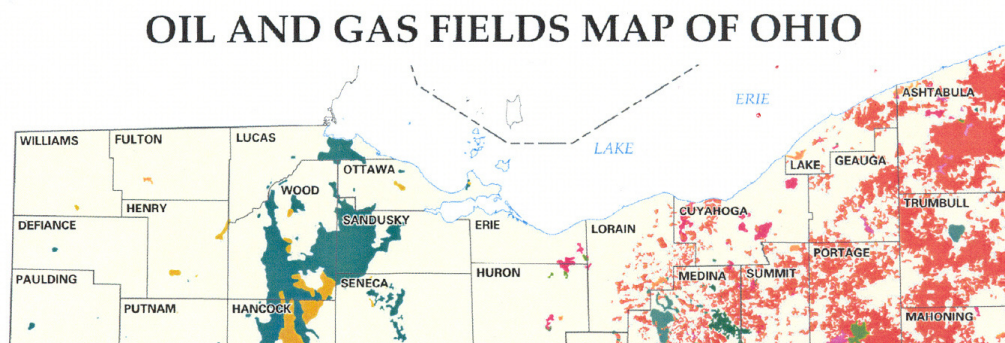 OIL AND GAS FIELDS MAP OF OHIO
ERIE
ASHTABULA
WILLIAMS
FULTON
LUCAS
LAKE
LAKE
GEAUGA
OTTAWA
WOOD
HENRY
CUYAHOGA
TRUMBULL
DEFIANCE
SANDUSKY
ERIE
LORAIN
PORTAGE
PAULDING
SENECA
HURON
MEDINA
SUMMIT
PUTNAM
HANCOCK
MAHONING